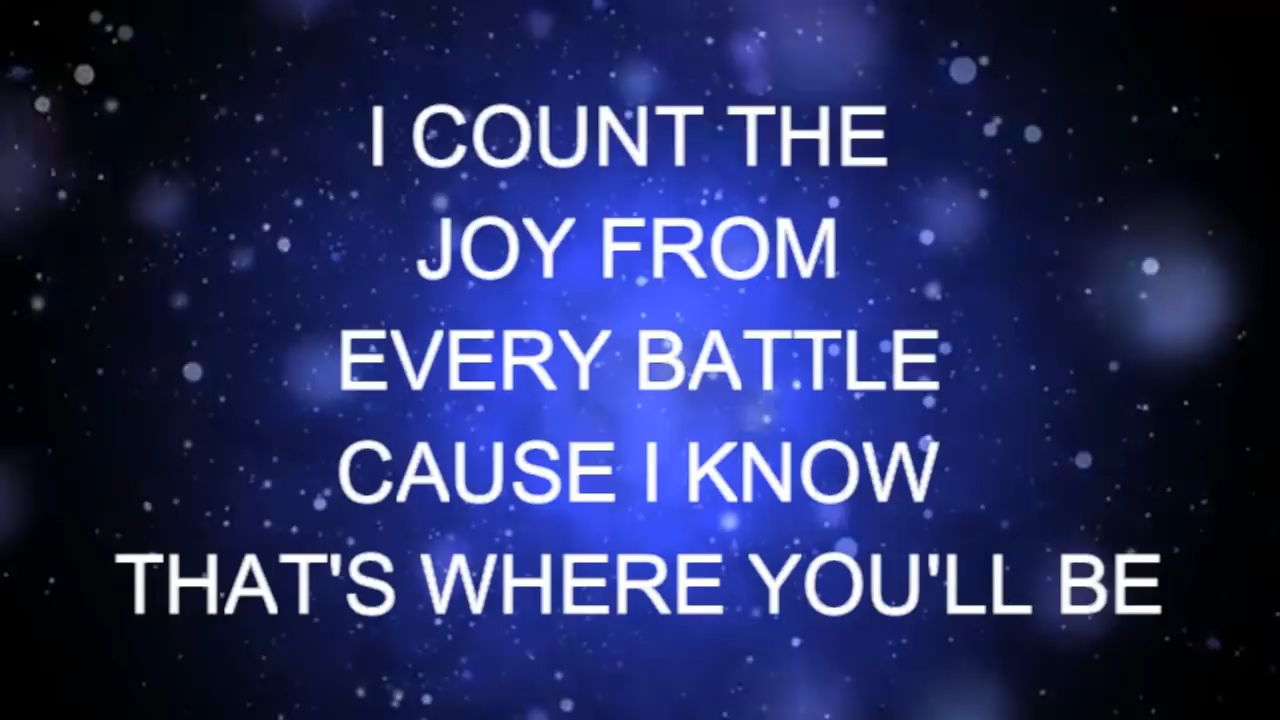 I COUNT THE
JOY FROM
EVERY BATTLE
CAUSE I KNOW
THAT'S WHERE YOU'LL BE